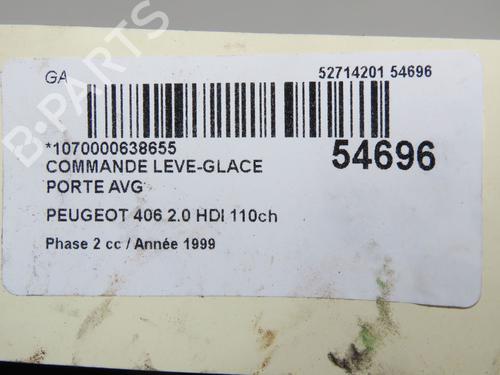 GA
52714201 54696
*1070000638655
54696
COMMANDE LEVE-GLACE
PORTE AVG
PEUGEOT 406 2.0 HDI 110ch
Phase 2 cc / Année 1999
B-PARTS